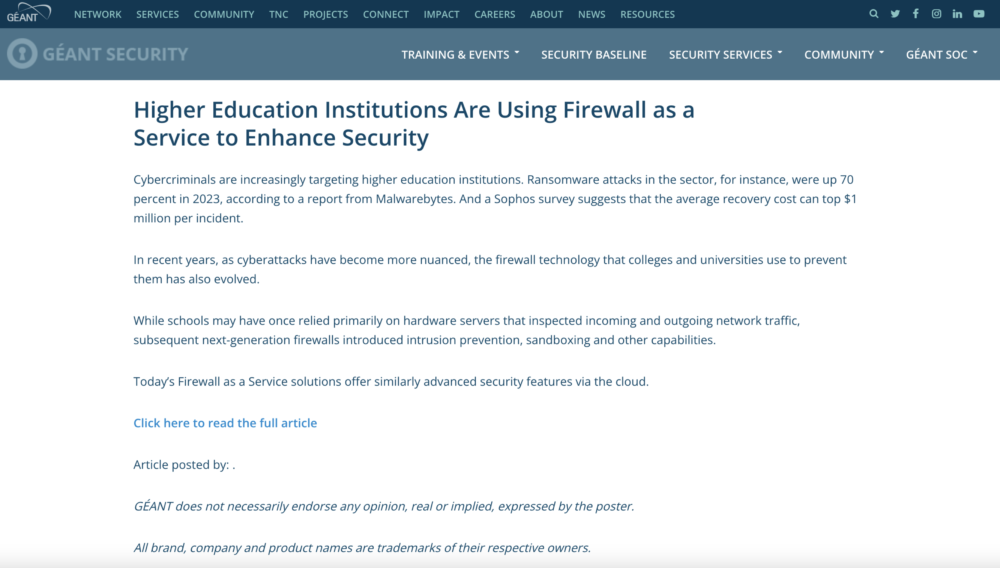 GÉANT
NETWORK SERVICES COMMUNITY TNC PROJECTS CONNECT IMPACT CAREERS ABOUT NEWS RESOURCES
GÉANT SECURITY
TRAINING & EVENTS SECURITY BASELINE SECURITY SERVICES COMMUNITY GÉANT SOC
Higher Education Institutions Are Using Firewall as a
Service to Enhance Security
Cybercriminals are increasingly targeting higher education institutions. Ransomware attacks in the sector, for instance, were up 70
percent in 2023, according to a report from Malwarebytes. And a Sophos survey suggests that the average recovery cost can top $1
million per incident.
In recent years, as cyberattacks have become more nuanced, the firewall technology that colleges and universities use to prevent
them has also evolved.
While schools may have once relied primarily on hardware servers that inspected incoming and outgoing network traffic,
subsequent next-generation firewalls introduced intrusion prevention, sandboxing and other capabilities.
Today’s Firewall as a Service solutions offer similarly advanced security features via the cloud.
Click here to read the full article
Article posted by: .
GÉANT does not necessarily endorse any opinion, real or implied, expressed by the poster.
All brand, company and product names are trademarks of their respective owners.